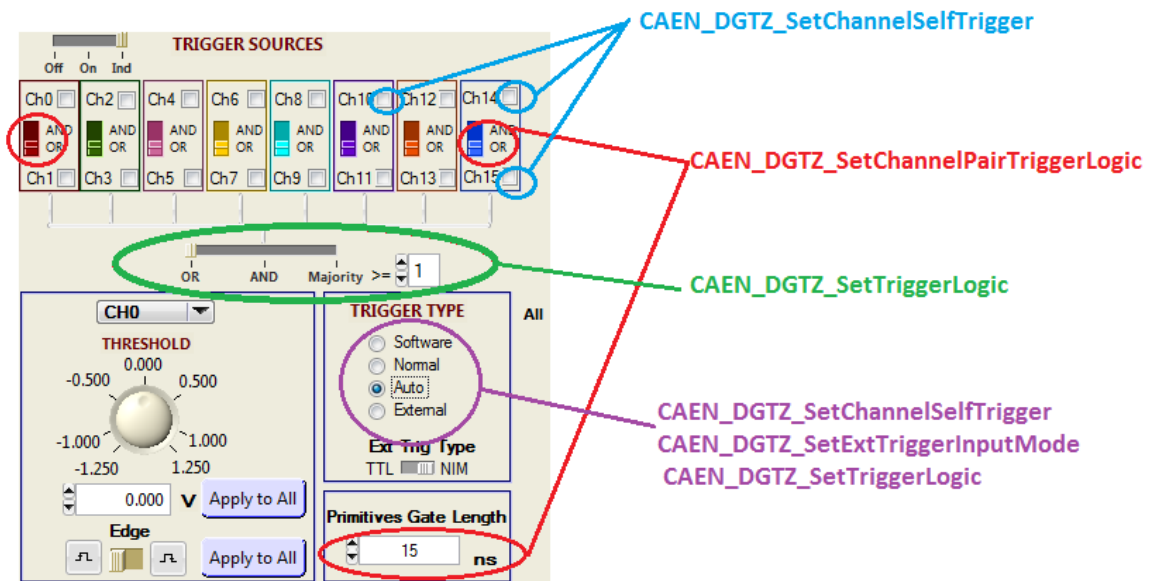 CAEN_DGTZ_SetChannelSelfTrigger
TRIGGER SOURCES
Off On Ind
Ch0 Ch2 Ch4 Ch6 Ch8 Ch10 Ch12 Ch14
AND AND AND AND AND AND AND AND
OR OR OR OR OR OR OR OR
CAEN_DGTZ_SetChannelPairTriggerLogic
Ch1 Ch3 Ch5 Ch7 Ch9 Ch11 Ch13 Ch15
OR AND Majority >= 1
CAEN_DGTZ_SetTriggerLogic
CH0
THRESHOLD
0.000
-0.500 0.500
-1.000 1.000
-1.250 1.250
0.000 V Apply to All
Edge
Apply to All
TRIGGER TYPE
All
Software
Normal
Auto
External
Ext Trig Type
TTL NIM
CAEN_DGTZ_SetChannelSelfTrigger
CAEN_DGTZ_SetExtTriggerInputMode
CAEN_DGTZ_SetTriggerLogic
Primitives Gate Length
15 ns